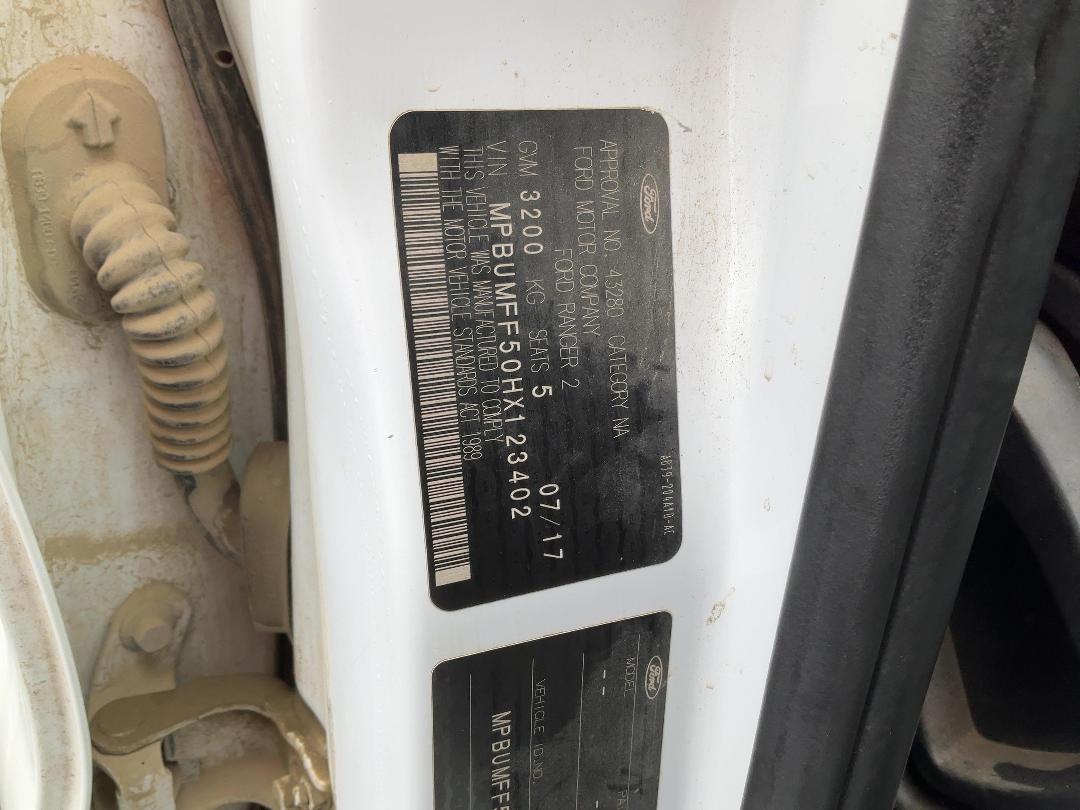 Ford
APPROVAL NO. 43280 CATEGORY NA
FORD MOTOR COMPANY
FORD RANGER 2
GVM 3200 KG SEATS 5 07/17
VIN MPBUMFF50HX123402
THIS VEHICLE WAS MANUFACTURED TO COMPLY
WITH THE MOTOR VEHICLE STANDARDS ACT 1989
Ford
MODEL
--
VEHICLE ID.NO.